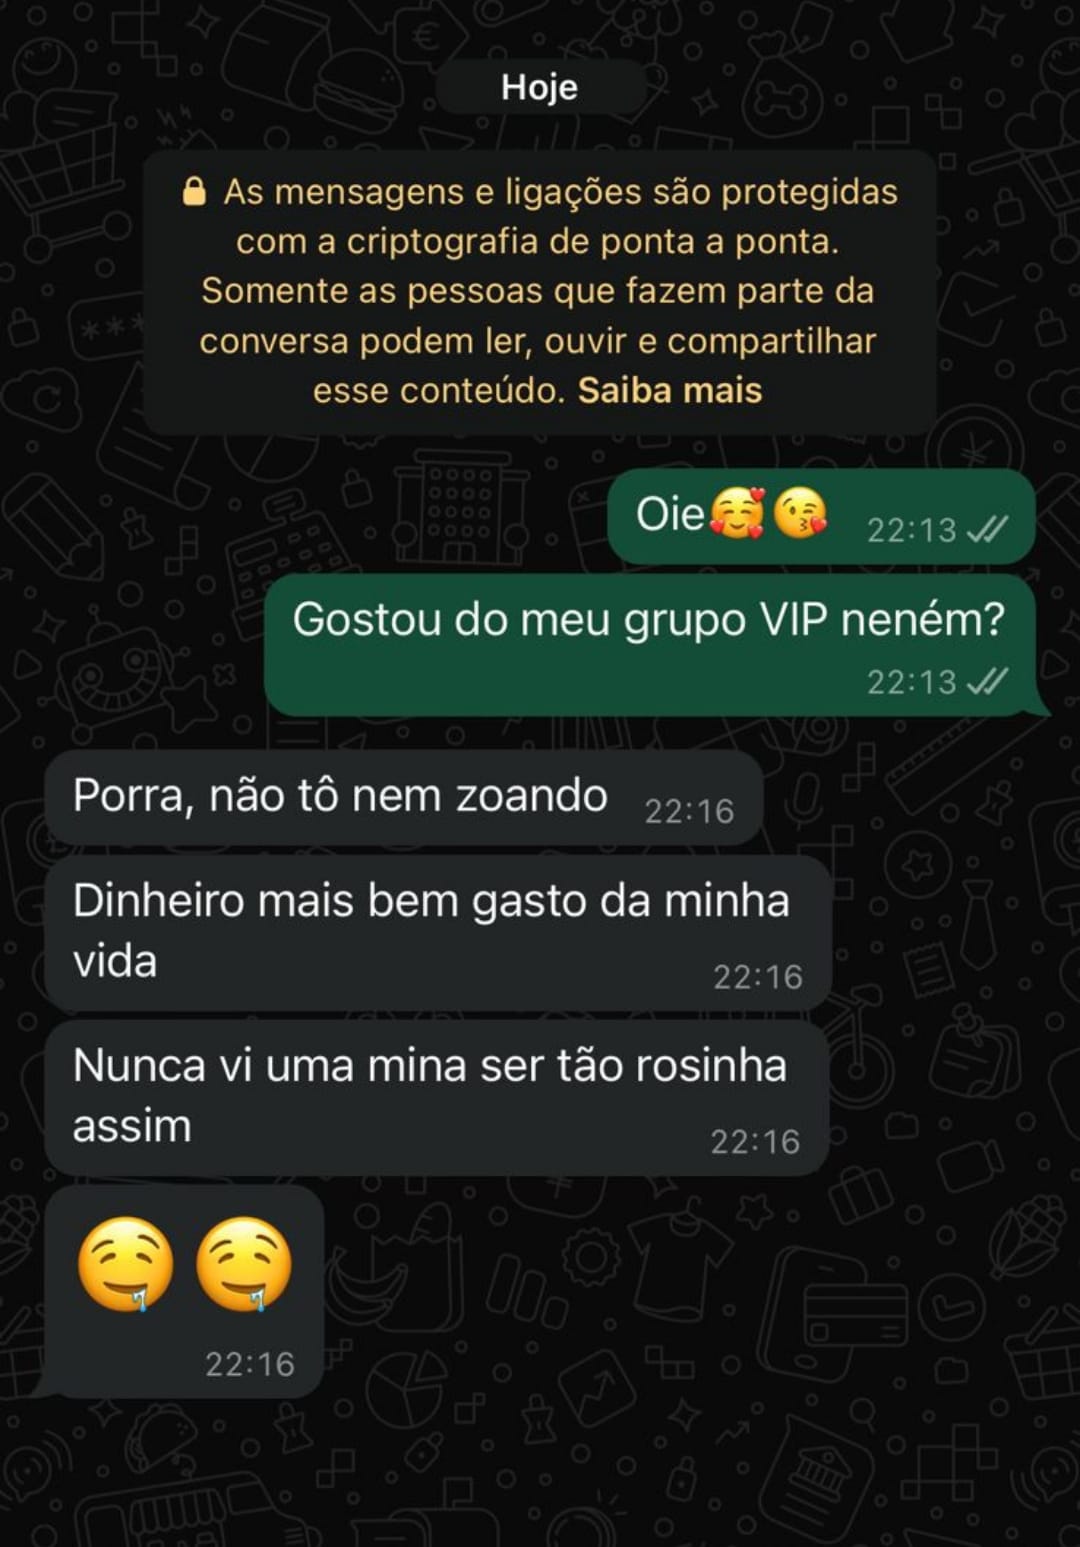 Hoje
🔒 As mensagens e ligações são protegidas
com a criptografia de ponta a ponta.
Somente as pessoas que fazem parte da
conversa podem ler, ouvir e compartilhar
esse conteúdo. Saiba mais
Oie🥰😘 22:13
Gostou do meu grupo VIP neném?
22:13
Porra, não tô nem zoando 22:16
Dinheiro mais bem gasto da minha
vida 22:16
Nunca vi uma mina ser tão rosinha
assim 22:16
🤤🤤
22:16